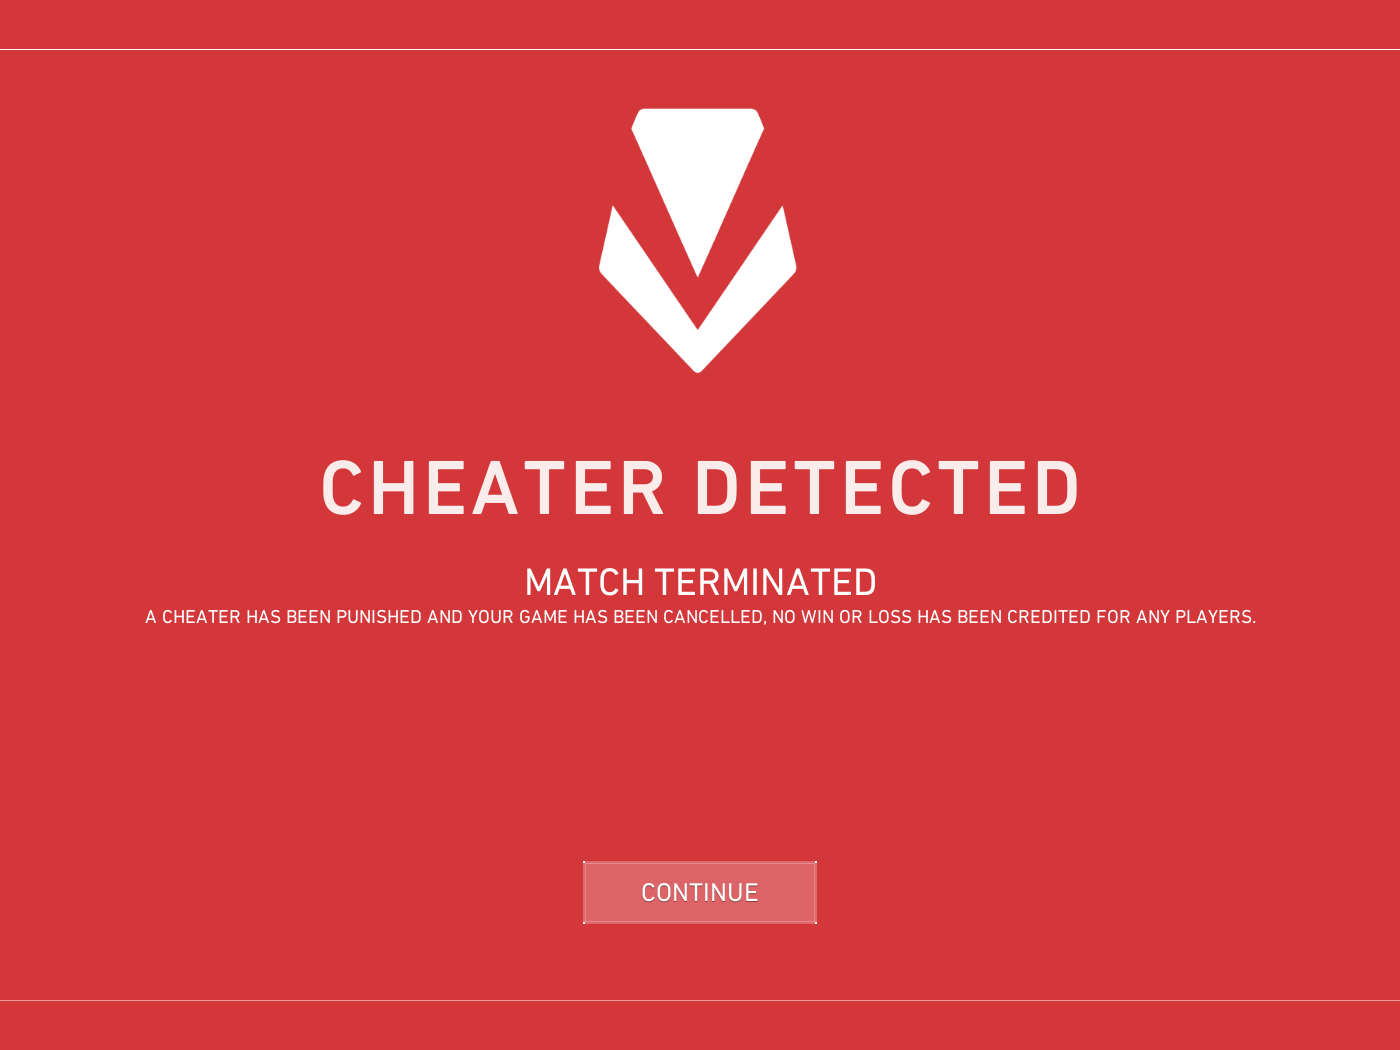 CHEATER DETECTED
MATCH TERMINATED
A CHEATER HAS BEEN PUNISHED AND YOUR GAME HAS BEEN CANCELLED, NO WIN OR LOSS HAS BEEN CREDITED FOR ANY PLAYERS.
CONTINUE